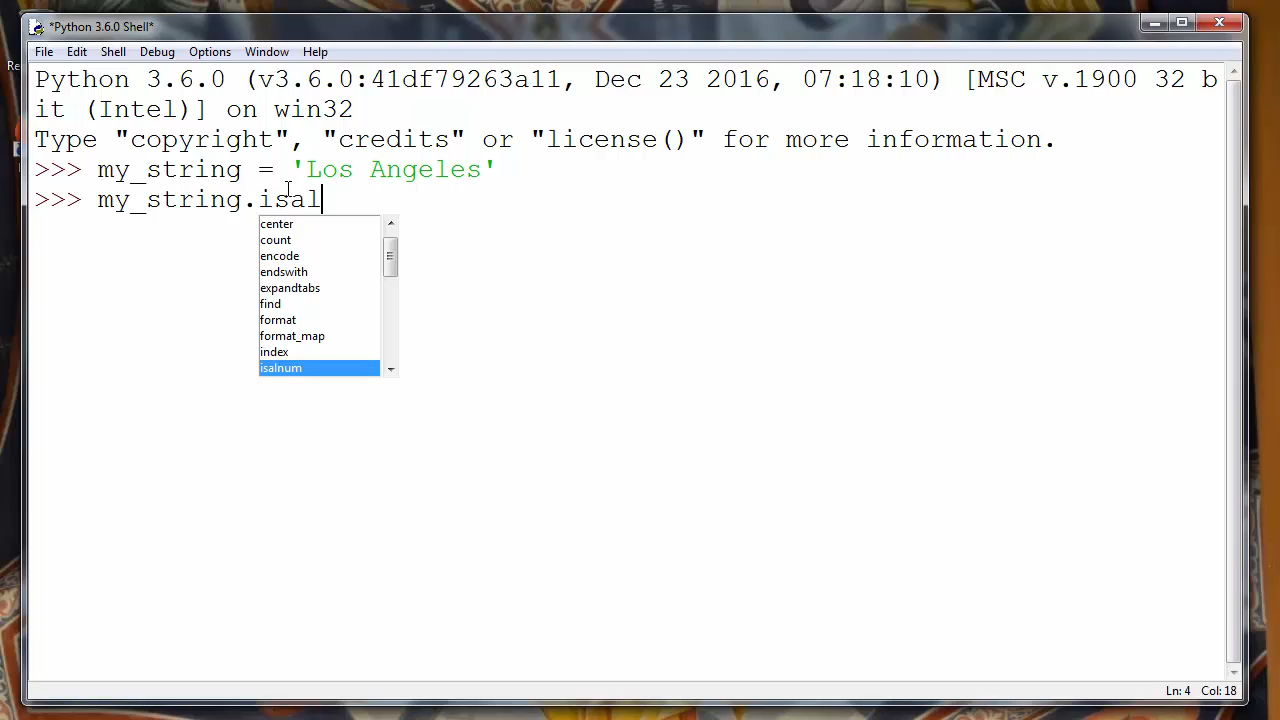 *Python 3.6.0 Shell*
File Edit Shell Debug Options Window Help
Re
Python 3.6.0 (v3.6.0:41df79263a11, Dec 23 2016, 07:18:10) [MSC v.1900 32 b
it (Intel)] on win32
Type "copyright", "credits" or "license()" for more information.
>>> my_string = 'Los Angeles'
>>> my_string.isal
center
count
encode
endswith
expandtabs
find
format
format_map
index
isalnum
Ln: 4 Col: 18